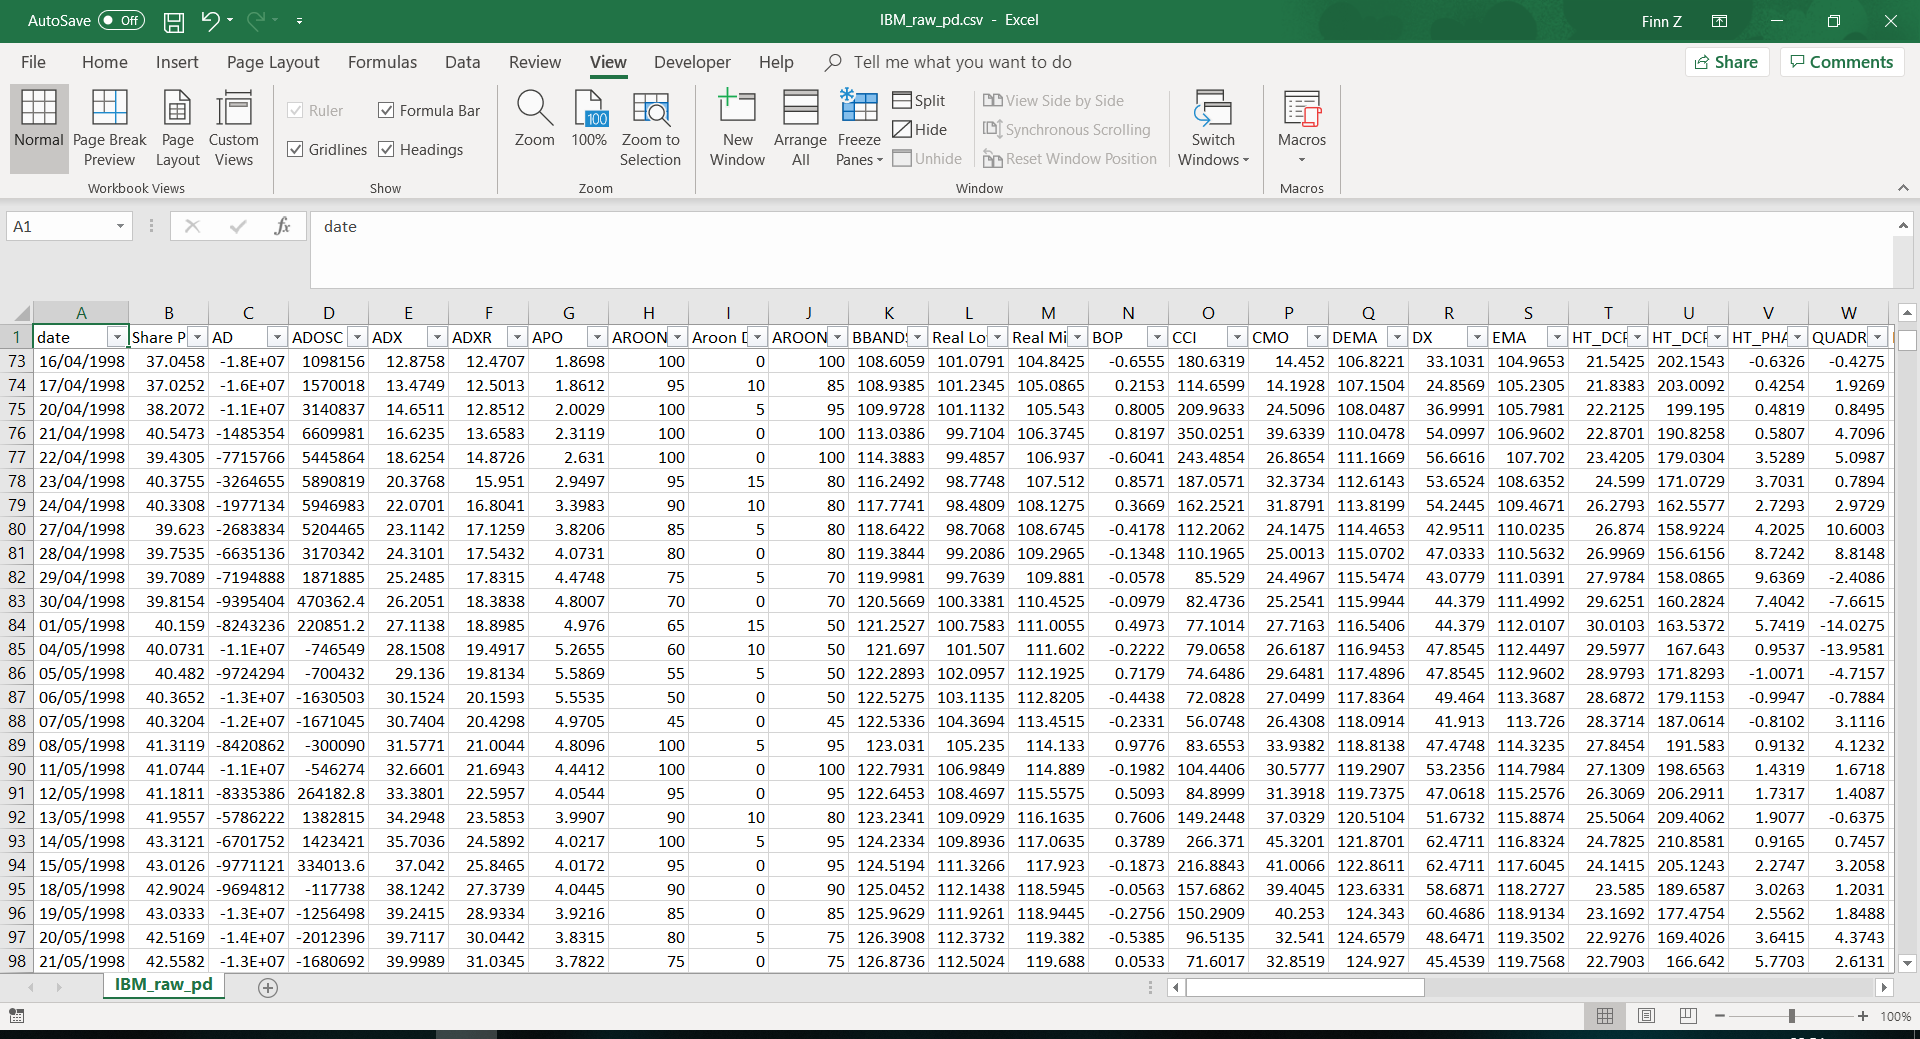 AutoSave Off IBM_raw_pd.csv - Excel Finn Z
File Home Insert Page Layout Formulas Data Review View Developer Help Tell me what you want to do Share Comments
Normal Page Break Preview Page Layout Custom Views
Workbook Views
Ruler Formula Bar
Gridlines Headings
Show
Zoom 100% Zoom to Selection
100
Zoom
New Window Arrange All Freeze Panes
Split
Hide
Unhide
View Side by Side
Synchronous Scrolling
Reset Window Position
Switch Windows
Window
Macros
Macros
A1 fx date
A B C D E F G H I J K L M N O P Q R S T U V W
1 date Share P AD ADOSC ADX ADXR APO AROON Aroon D AROON BBAND Real Lo Real Mi BOP CCI CMO DEMA DX EMA HT_DCP HT_DCP HT_PHA QUADR
73 16/04/1998 37.0458 -1.8E+07 1098156 12.8758 12.4707 1.8698 100 0 100 108.6059 101.0791 104.8425 -0.6555 180.6319 14.452 106.8221 33.1031 104.9653 21.5425 202.1543 -0.6326 -0.4275
74 17/04/1998 37.0252 -1.6E+07 1570018 13.4749 12.5013 1.8612 95 10 85 108.9385 101.2345 105.0865 0.2153 114.6599 14.1928 107.1504 24.8569 105.2305 21.8383 203.0092 0.4254 1.9269
75 20/04/1998 38.2072 -1.1E+07 3140837 14.6511 12.8512 2.0029 100 5 95 109.9728 101.1132 105.543 0.8005 209.9633 24.5096 108.0487 36.9991 105.7981 22.2125 199.195 0.4819 0.8495
76 21/04/1998 40.5473 -1485354 6609981 16.6235 13.6583 2.3119 100 0 100 113.0386 99.7104 106.3745 0.8197 350.0251 39.6339 110.0478 54.0997 106.9602 22.8701 190.8258 0.5807 4.7096
77 22/04/1998 39.4305 -7715766 5445864 18.6254 14.8726 2.631 100 0 100 114.3883 99.4857 106.937 -0.6041 243.4854 26.8654 111.1669 56.6616 107.702 23.4205 179.0304 3.5289 5.0987
78 23/04/1998 40.3755 -3264655 5890819 20.3768 15.951 2.9497 95 15 80 116.2492 98.7748 107.512 0.8571 187.0571 32.3734 112.6143 53.6524 108.6352 24.599 171.0729 3.7031 0.7894
79 24/04/1998 40.3308 -1977134 5946983 22.0701 16.8041 3.3983 90 10 80 117.7741 98.4809 108.1275 0.3669 162.2521 31.8791 113.8199 54.2445 109.4671 26.2793 162.5577 2.7293 2.9729
80 27/04/1998 39.623 -2683834 5204465 23.1142 17.1259 3.8206 85 5 80 118.6422 98.7068 108.6745 -0.4178 112.2062 24.1475 114.4653 42.9511 110.0235 26.874 158.9224 4.2025 10.6003
81 28/04/1998 39.7535 -6635136 3170342 24.3101 17.5432 4.0731 80 0 80 119.3844 99.2086 109.2965 -0.1348 110.1965 25.0013 115.0702 47.0333 110.5632 26.9969 156.6156 8.7242 8.8148
82 29/04/1998 39.7089 -7194888 1871885 25.2485 17.8315 4.4748 75 5 70 119.9981 99.7639 109.881 -0.0578 85.529 24.4967 115.5474 43.0779 111.0391 27.9784 158.0865 9.6369 -2.4086
83 30/04/1998 39.8154 -9395404 470362.4 26.2051 18.3838 4.8007 70 0 70 120.5669 100.3381 110.4525 -0.0979 82.4736 25.2541 115.9944 44.379 111.4992 29.6251 160.2824 7.4042 -7.6615
84 01/05/1998 40.159 -8243236 220851.2 27.1138 18.8985 4.976 65 15 50 121.2527 100.7583 111.0055 0.4973 77.1014 27.7163 116.5406 44.379 112.0107 30.0103 163.5372 5.7419 -14.0275
85 04/05/1998 40.0731 -1.1E+07 -746549 28.1508 19.4917 5.2655 60 10 50 121.697 101.507 111.602 -0.2222 79.0658 26.6187 116.9453 47.8545 112.4497 29.5977 167.643 0.9537 -13.9581
86 05/05/1998 40.482 -9724294 -700432 29.136 19.8134 5.5869 55 5 50 122.2893 102.0957 112.1925 0.7179 74.6486 29.6481 117.4896 47.8545 112.9602 28.9793 171.8293 -1.0071 -4.7157
87 06/05/1998 40.3652 -1.3E+07 -1630503 30.1524 20.1593 5.5535 50 0 50 122.5275 103.1135 112.8205 -0.4438 72.0828 27.0499 117.8364 49.464 113.3687 28.6872 179.1153 -0.9947 -0.7884
88 07/05/1998 40.3204 -1.2E+07 -1671045 30.7404 20.4298 4.9705 45 0 45 122.5336 104.3694 113.4515 -0.2331 56.0748 26.4308 118.0914 41.913 113.726 28.3714 187.0614 -0.8102 3.1116
89 08/05/1998 41.3119 -8420862 -300090 31.5771 21.0044 4.8096 100 5 95 123.031 105.235 114.133 0.9776 83.6553 33.9382 118.8138 47.4748 114.3235 27.8454 191.583 0.9132 4.1232
90 11/05/1998 41.0744 -1.1E+07 -546274 32.6601 21.6943 4.4412 100 0 100 122.7931 106.9849 114.889 -0.1982 104.4406 30.5777 119.2907 53.2356 114.7984 27.1309 198.6563 1.4319 1.6718
91 12/05/1998 41.1811 -8335386 264182.8 33.3801 22.5957 4.0544 95 0 95 122.6453 108.4697 115.5575 0.5093 84.8999 31.3918 119.7375 47.0618 115.2576 26.3069 206.2911 1.7317 1.4087
92 13/05/1998 41.9557 -5786222 1382815 34.2948 23.5853 3.9907 90 10 80 123.2341 109.0929 116.1635 0.7606 149.2448 37.0329 120.5104 51.6732 115.8874 25.5064 209.4062 1.9077 -0.6375
93 14/05/1998 43.3121 -6701752 1423421 35.7036 24.5892 4.0217 100 5 95 124.2334 109.8936 117.0635 0.3789 266.371 45.3201 121.8701 62.4711 116.8324 24.7825 210.8581 0.9165 0.7457
94 15/05/1998 43.0126 -9771121 334013.6 37.042 25.8465 4.0172 95 0 95 124.5194 111.3266 117.923 -0.1873 216.8843 41.0066 122.8611 62.4711 117.6045 24.1415 205.1243 2.2747 3.2058
95 18/05/1998 42.9024 -9694812 -117738 38.1242 27.3739 4.0445 90 0 90 125.0452 112.1438 118.5945 -0.0563 157.6862 39.4045 123.6331 58.6871 118.2727 23.585 189.6587 3.0263 1.2031
96 19/05/1998 43.0333 -1.3E+07 -1256498 39.2415 28.9334 3.9216 85 0 85 125.9629 111.9261 118.9445 -0.2756 150.2909 40.253 124.343 60.4686 118.9134 23.1692 177.4754 2.5562 1.8488
97 20/05/1998 42.5169 -1.4E+07 -2012396 39.7117 30.0442 3.8315 80 5 75 126.3908 112.3732 119.382 -0.5385 96.5135 32.541 124.6579 48.6471 119.3502 22.9276 169.4026 3.6415 4.3743
98 21/05/1998 42.5582 -1.3E+07 -1680692 39.9989 31.0345 3.7822 75 0 75 126.8736 112.5024 119.688 0.0533 71.6017 32.8519 124.927 45.4539 119.7568 22.7903 166.642 5.7703 2.6131
IBM_raw_pd
100%